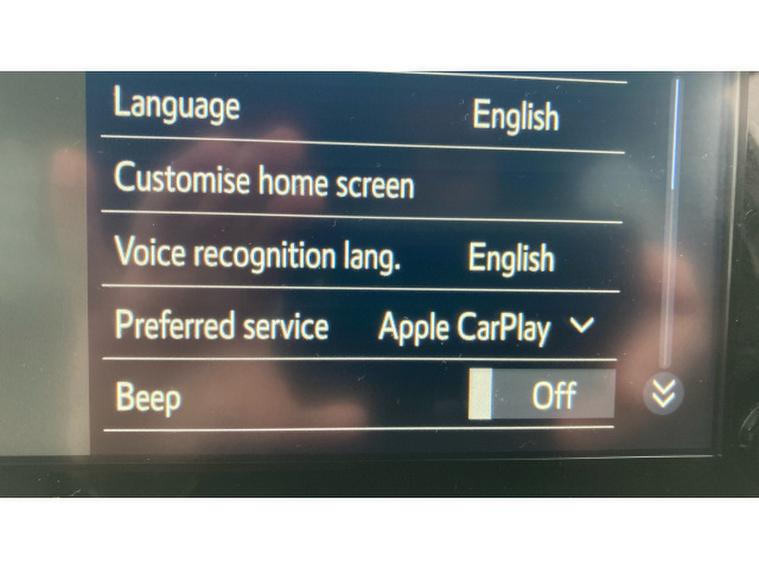 Language English
Customise home screen
Voice recognition lang. English
Preferred service Apple CarPlay
Beep Off